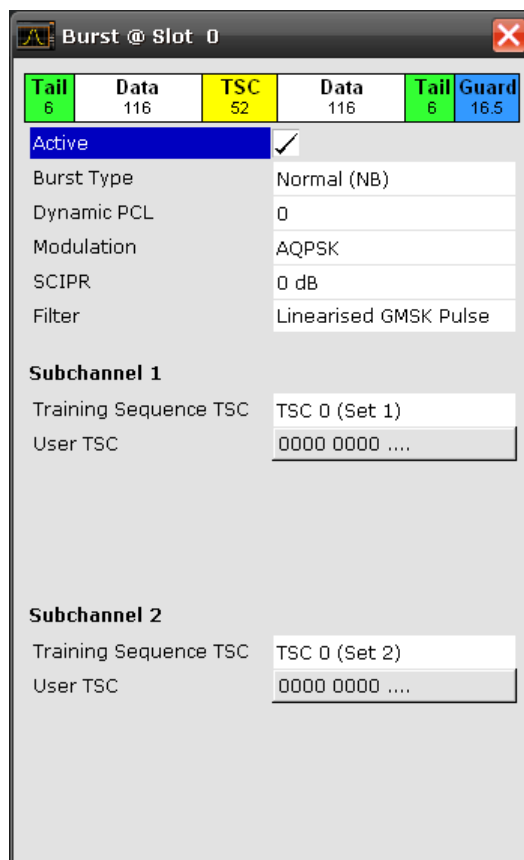 Burst @ Slot 0
Tail Data TSC Data Tail Guard
6 116 52 116 6 16.5
Active
Burst Type Normal (NB)
Dynamic PCL 0
Modulation AQPSK
SCIPR 0 dB
Filter Linearised GMSK Pulse
Subchannel 1
Training Sequence TSC TSC 0 (Set 1)
User TSC 0000 0000 ....
Subchannel 2
Training Sequence TSC TSC 0 (Set 2)
User TSC 0000 0000 ....